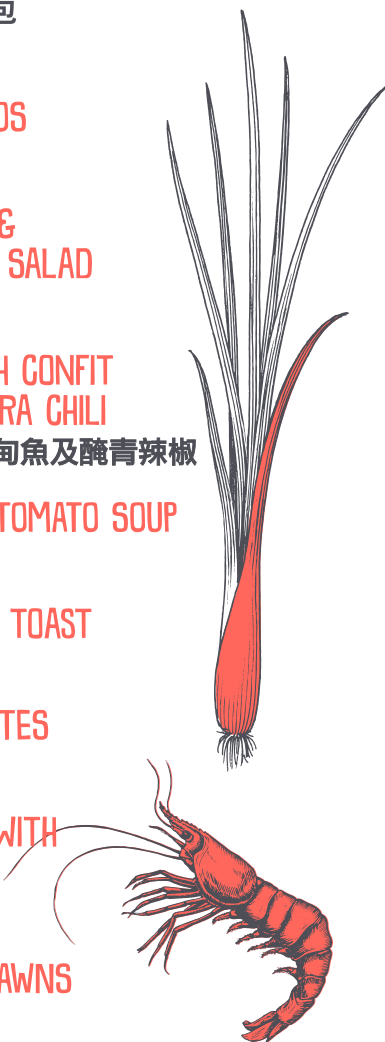 包
OS
&
SALAD
H CONFIT
RA CHILI
甸魚及醃青辣椒
TOMATO SOUP
TOAST
TES
WITH
AWNS